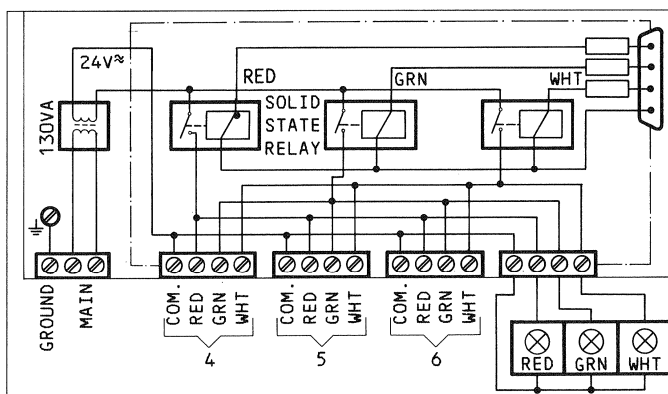 24V≈
RED
GRN
WHT
130VA
SOLID
STATE
RELAY
GROUND
MAIN
COM.
RED
GRN
WHT
COM.
RED
GRN
WHT
COM.
RED
GRN
WHT
4
5
6
RED
GRN
WHT